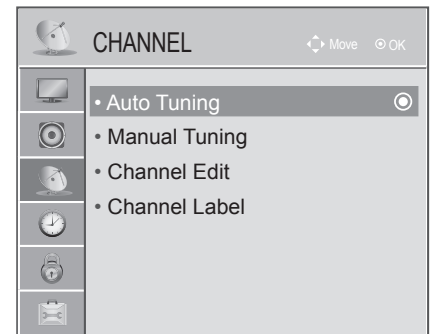 CHANNEL
Move OK
• Auto Tuning
• Manual Tuning
• Channel Edit
• Channel Label